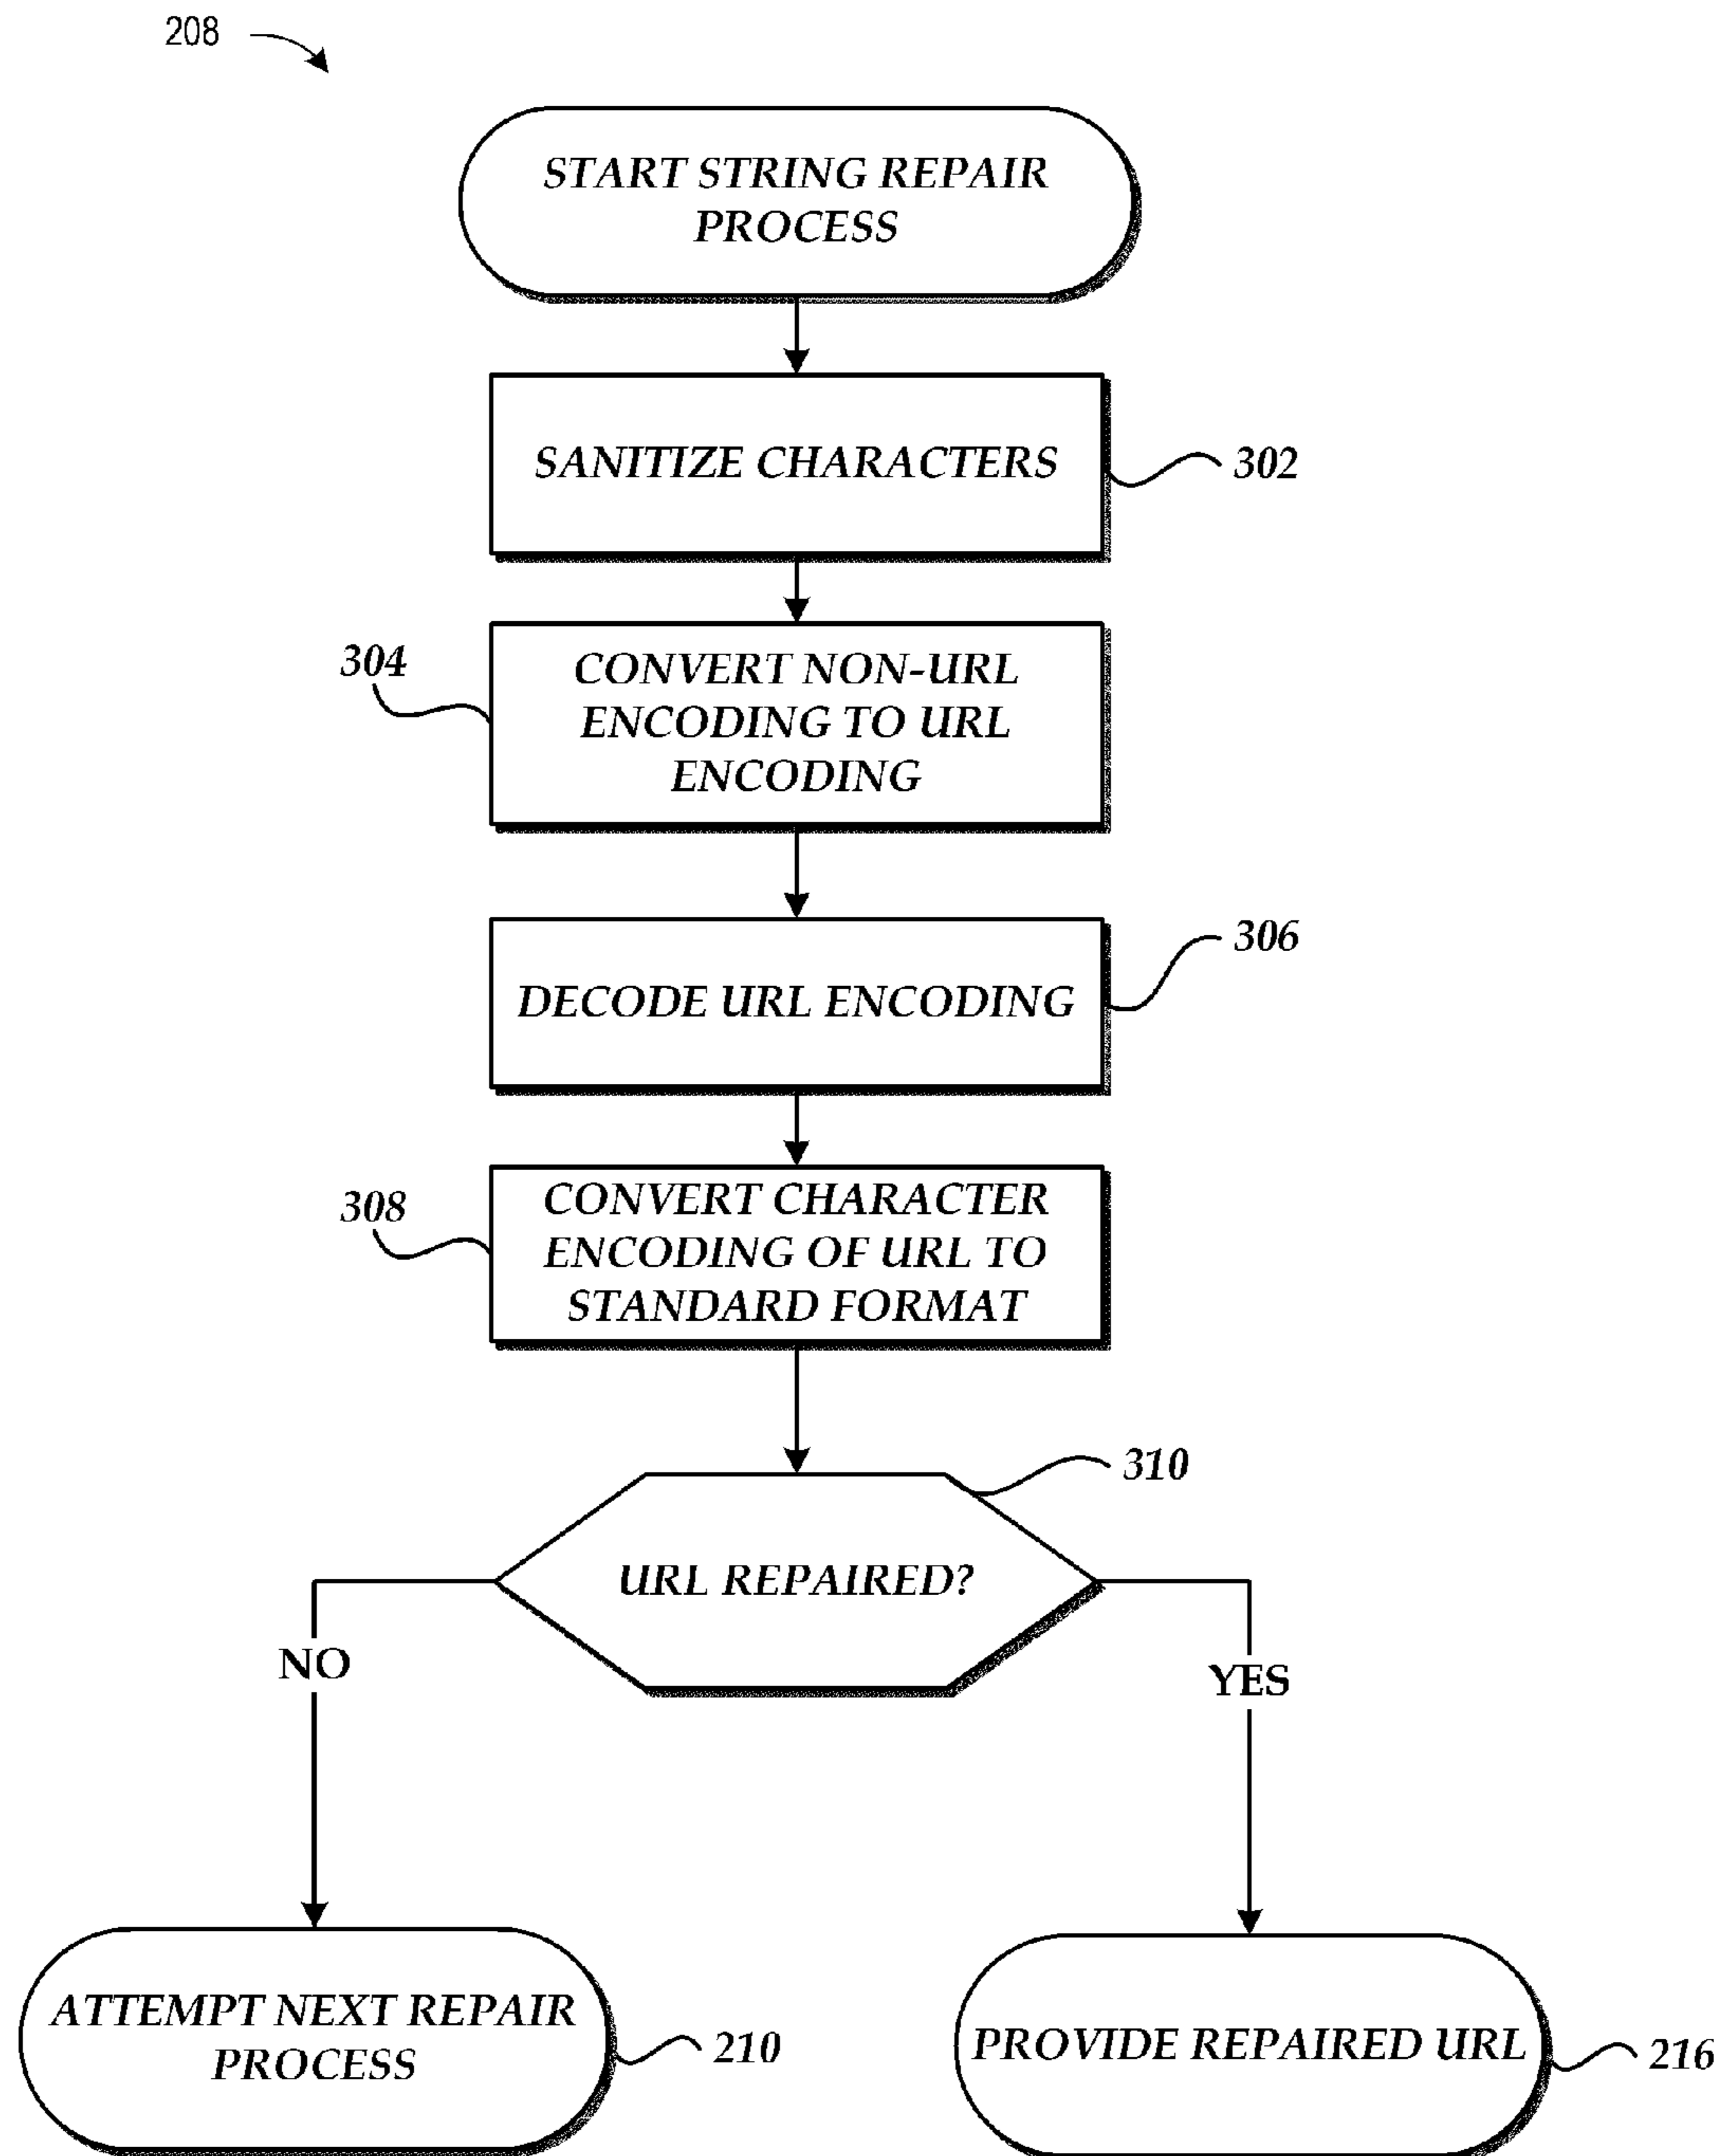 208
START STRING REPAIR
PROCESS
SANITIZE CHARACTERS
302
304
CONVERT NON-URL
ENCODING TO URL
ENCODING
306
DECODE URL ENCODING
308
CONVERT CHARACTER
ENCODING OF URL TO
STANDARD FORMAT
310
URL REPAIRED?
NO
YES
ATTEMPT NEXT REPAIR
PROCESS
210
PROVIDE REPAIRED URL
216